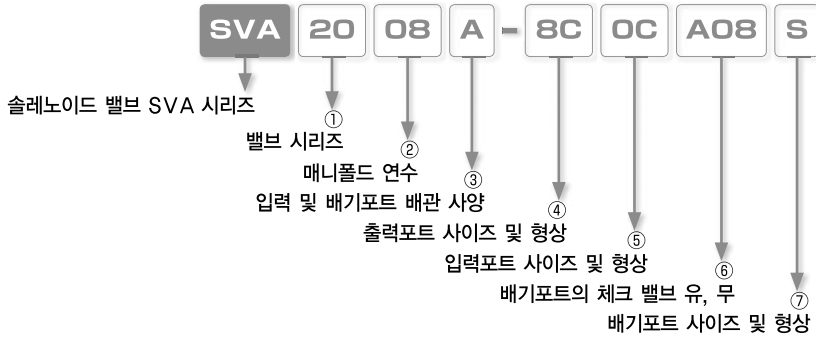 SVA 20 08 A - 8C 0C A08 S
솔레노이드 밸브 SVA 시리즈
①
밸브 시리즈
②
매니폴드 연수
③
입력 및 배기포트 배관 사양
④
출력포트 사이즈 및 형상
⑤
입력포트 사이즈 및 형상
⑥
배기포트의 체크 밸브 유, 무
⑦
배기포트 사이즈 및 형상